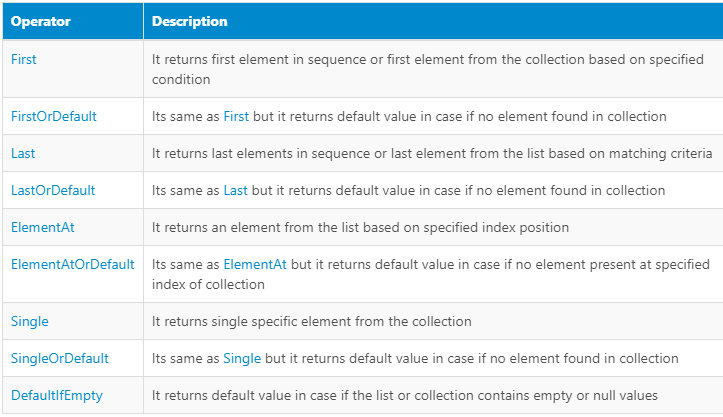 Operator Description
First It returns first element in sequence or first element from the collection based on specified
condition
FirstOrDefault Its same as First but it returns default value in case if no element found in collection
Last It returns last elements in sequence or last element from the list based on matching criteria
LastOrDefault Its same as Last but it returns default value in case if no element found in collection
ElementAt It returns an element from the list based on specified index position
ElementAtOrDefault Its same as ElementAt but it returns default value in case if no element present at specified
index of collection
Single It returns single specific element from the collection
SingleOrDefault Its same as Single but it returns default value in case if no element found in collection
DefaultIfEmpty It returns default value in case if the list or collection contains empty or null values